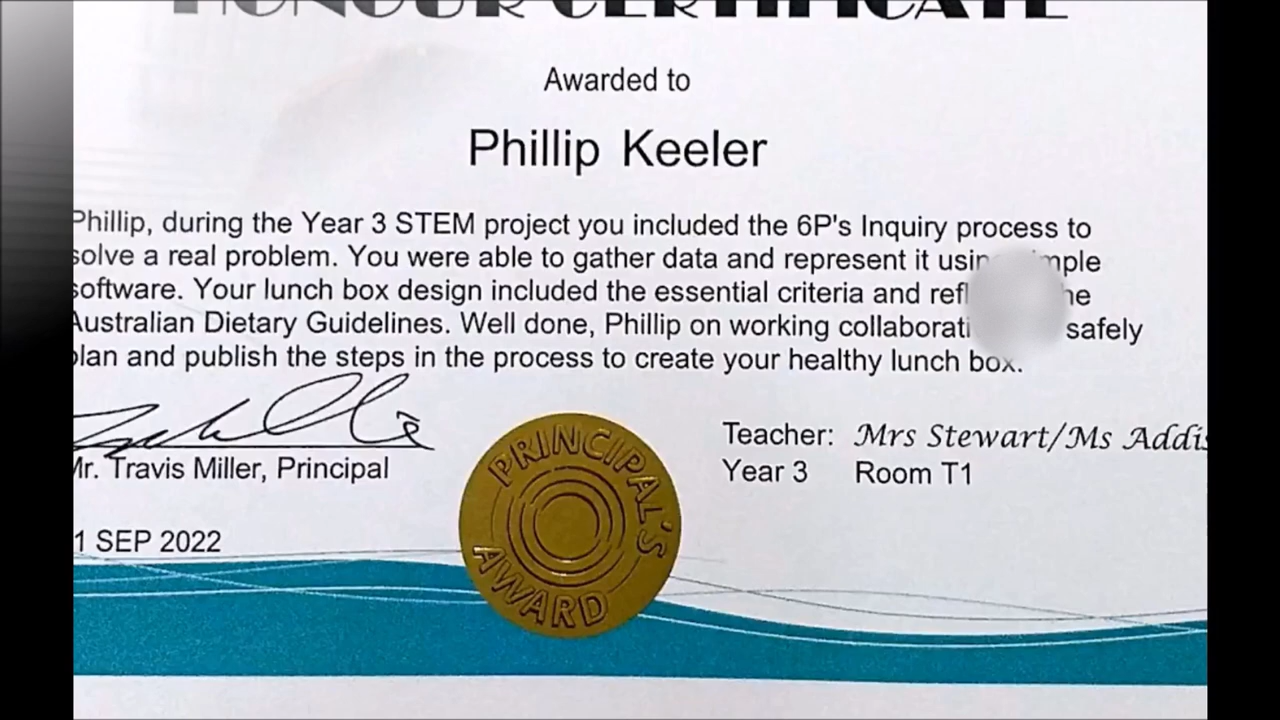 HONOUR CERTIFICATE
Awarded to
Phillip Keeler
Phillip, during the Year 3 STEM project you included the 6P's Inquiry process to
solve a real problem. You were able to gather data and represent it
software. Your lunch box design included the essential criteria and
Australian Dietary Guidelines. Well done, Phillip on working safely
and publish the steps in the process to create your healthy lunch box.
Mr. Travis Miller, Principal
Teacher: Mrs Stewart/Ms
Year 3 Room T1
1 SEP 2022
PRINCIPAL'S
AWARD